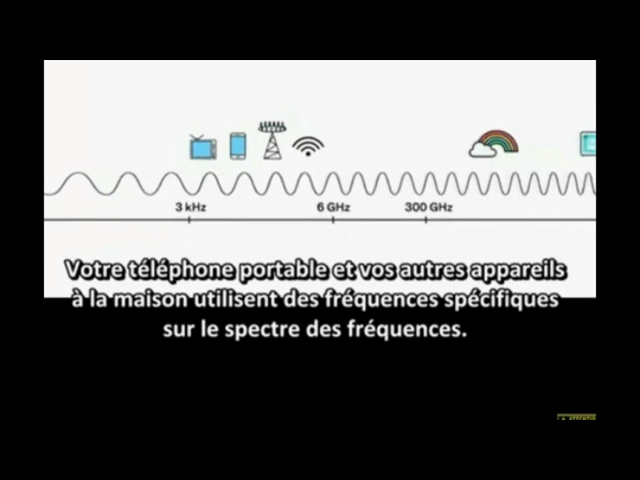 3 kHz 6 GHz 300 GHz
Votre téléphone portable et vos autres appareils
à la maison utilisent des fréquences spécifiques
sur le spectre des fréquences.